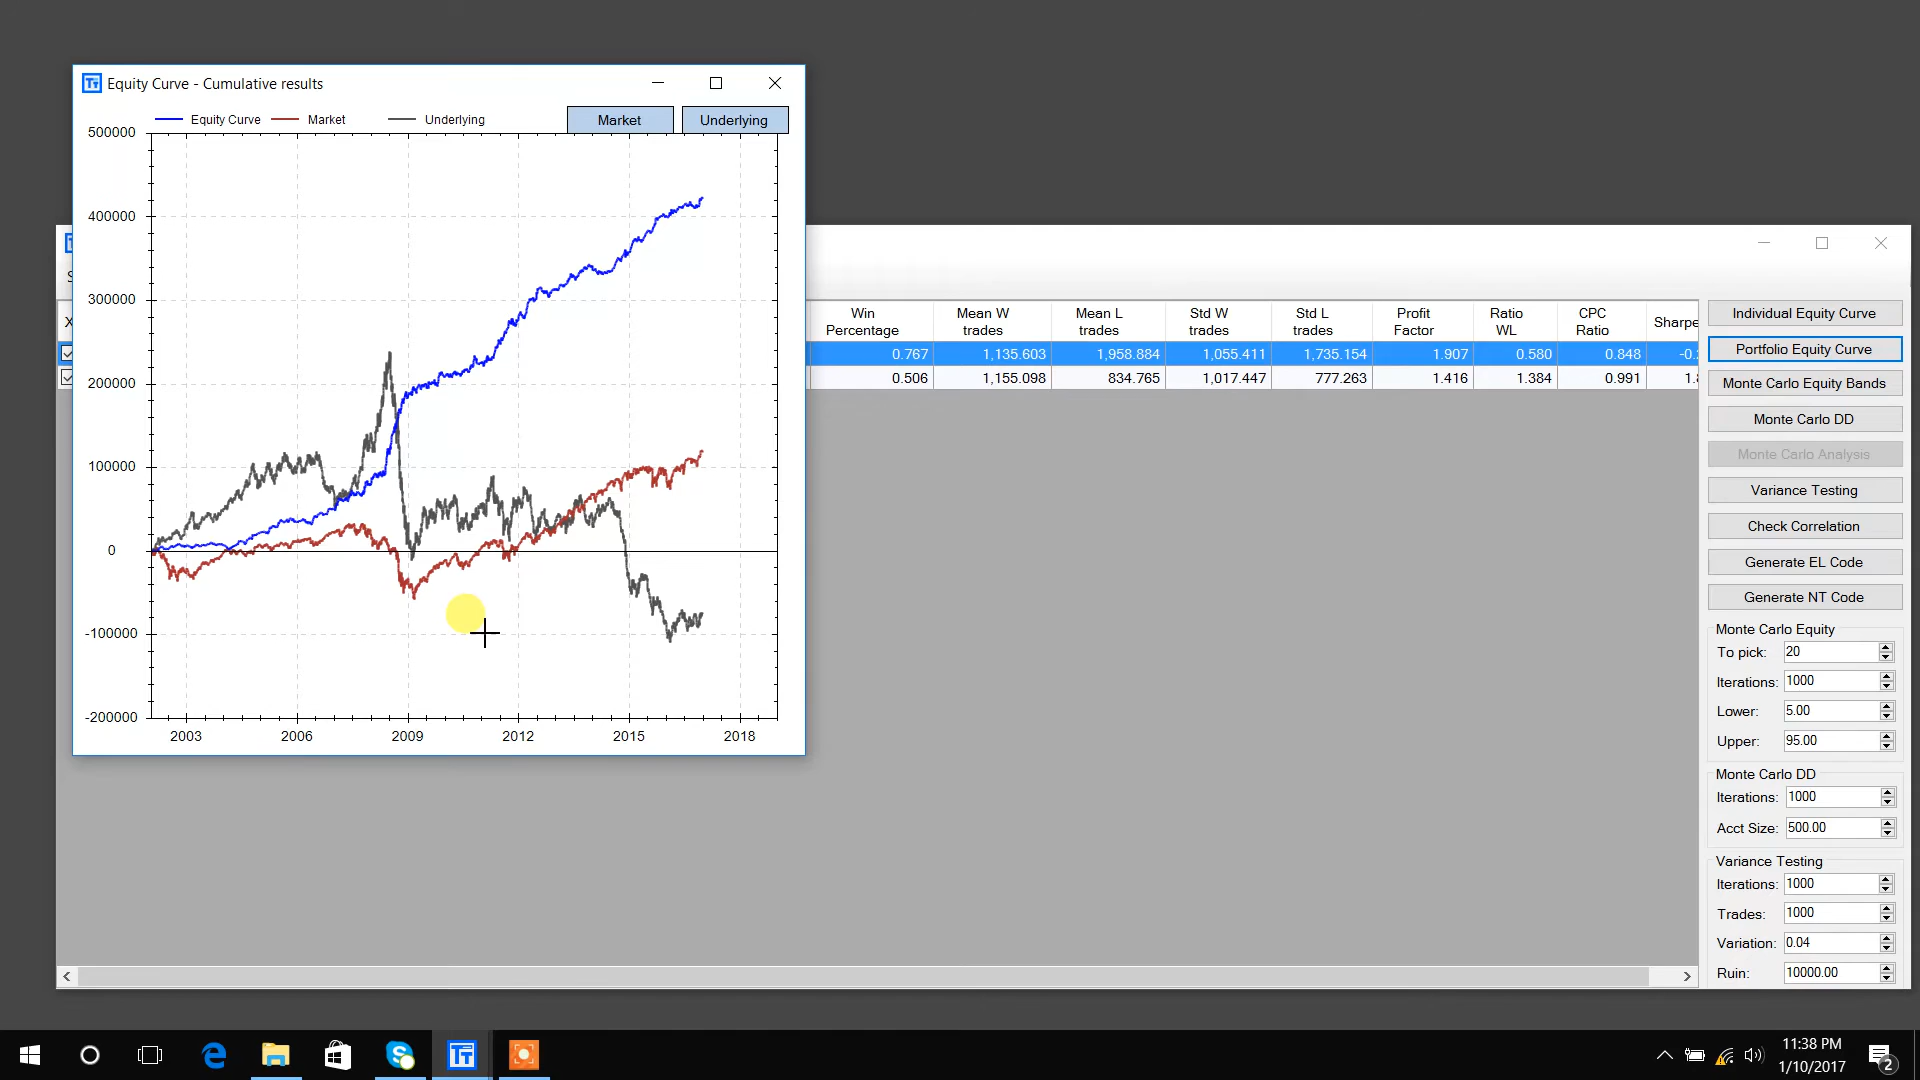 Equity Curve - Cumulative results
Equity Curve Market Underlying
Market Underlying
500000
400000
300000
200000
100000
0
-100000
-200000
2003 2006 2009 2012 2015 2018
X
Win Percentage Mean W trades Mean L trades Std W trades Std L trades Profit Factor Ratio WL CPC Ratio Sharpe
0.767 1,135.603 1,958.884 1,055.411 1,735.154 1.907 0.580 0.848
0.506 1,155.098 834.765 1,017.447 777.263 1.416 1.384 0.991
Individual Equity Curve
Portfolio Equity Curve
Monte Carlo Equity Bands
Monte Carlo DD
Monte Carlo Analysis
Variance Testing
Check Correlation
Generate EL Code
Generate NT Code
Monte Carlo Equity
To pick: 20
Iterations: 1000
Lower: 5.00
Upper: 95.00
Monte Carlo DD
Iterations: 1000
Acct Size: 500.00
Variance Testing
Iterations: 1000
Trades: 1000
Variation: 0.04
Ruin: 10000.00
11:38 PM
1/10/2017
2